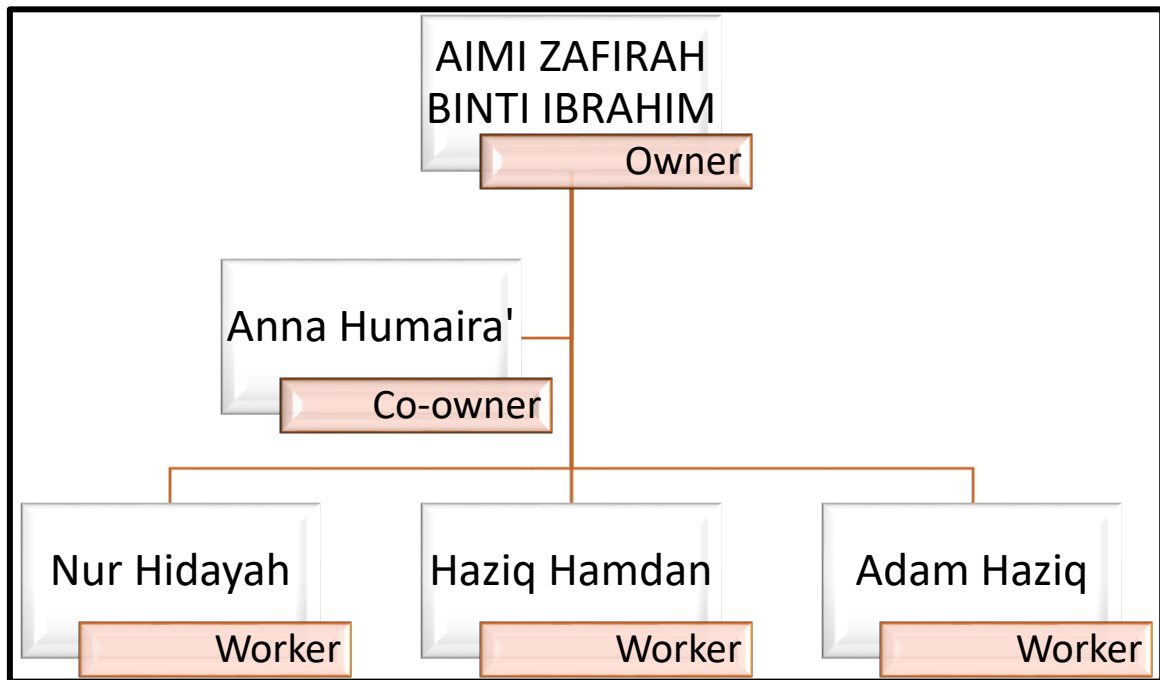 AIMI ZAFIRAH
BINTI IBRAHIM
Owner
Anna Humaira'
Co-owner
Nur Hidayah
Worker
Haziq Hamdan
Worker
Adam Haziq
Worker